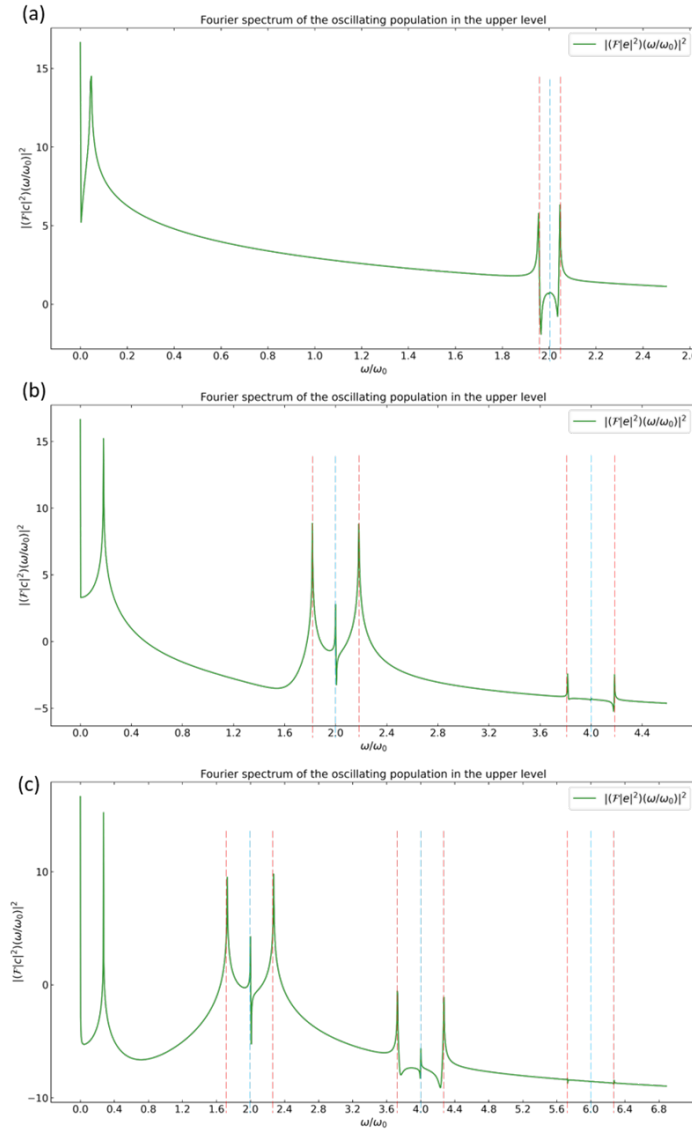 (a)
Fourier spectrum of the oscillating population in the upper level
|(ℱ|e|²)(ω/ω₀)|²
|(ℱ|c|²)(ω/ω₀)|²
15
10
5
0
0.0 0.2 0.4 0.6 0.8 1.0 1.2 1.4 1.6 1.8 2.0 2.2 2.4 2.6
ω/ω₀
(b)
Fourier spectrum of the oscillating population in the upper level
|(ℱ|e|²)(ω/ω₀)|²
|(ℱ|c|²)(ω/ω₀)|²
15
10
5
0
−5
0.0 0.4 0.8 1.2 1.6 2.0 2.4 2.8 3.2 3.6 4.0 4.4
ω/ω₀
(c)
Fourier spectrum of the oscillating population in the upper level
|(ℱ|e|²)(ω/ω₀)|²
|(ℱ|c|²)(ω/ω₀)|²
10
0
−10
0.0 0.4 0.8 1.2 1.6 2.0 2.4 2.8 3.2 3.6 4.0 4.4 4.8 5.2 5.6 6.0 6.4 6.8
ω/ω₀